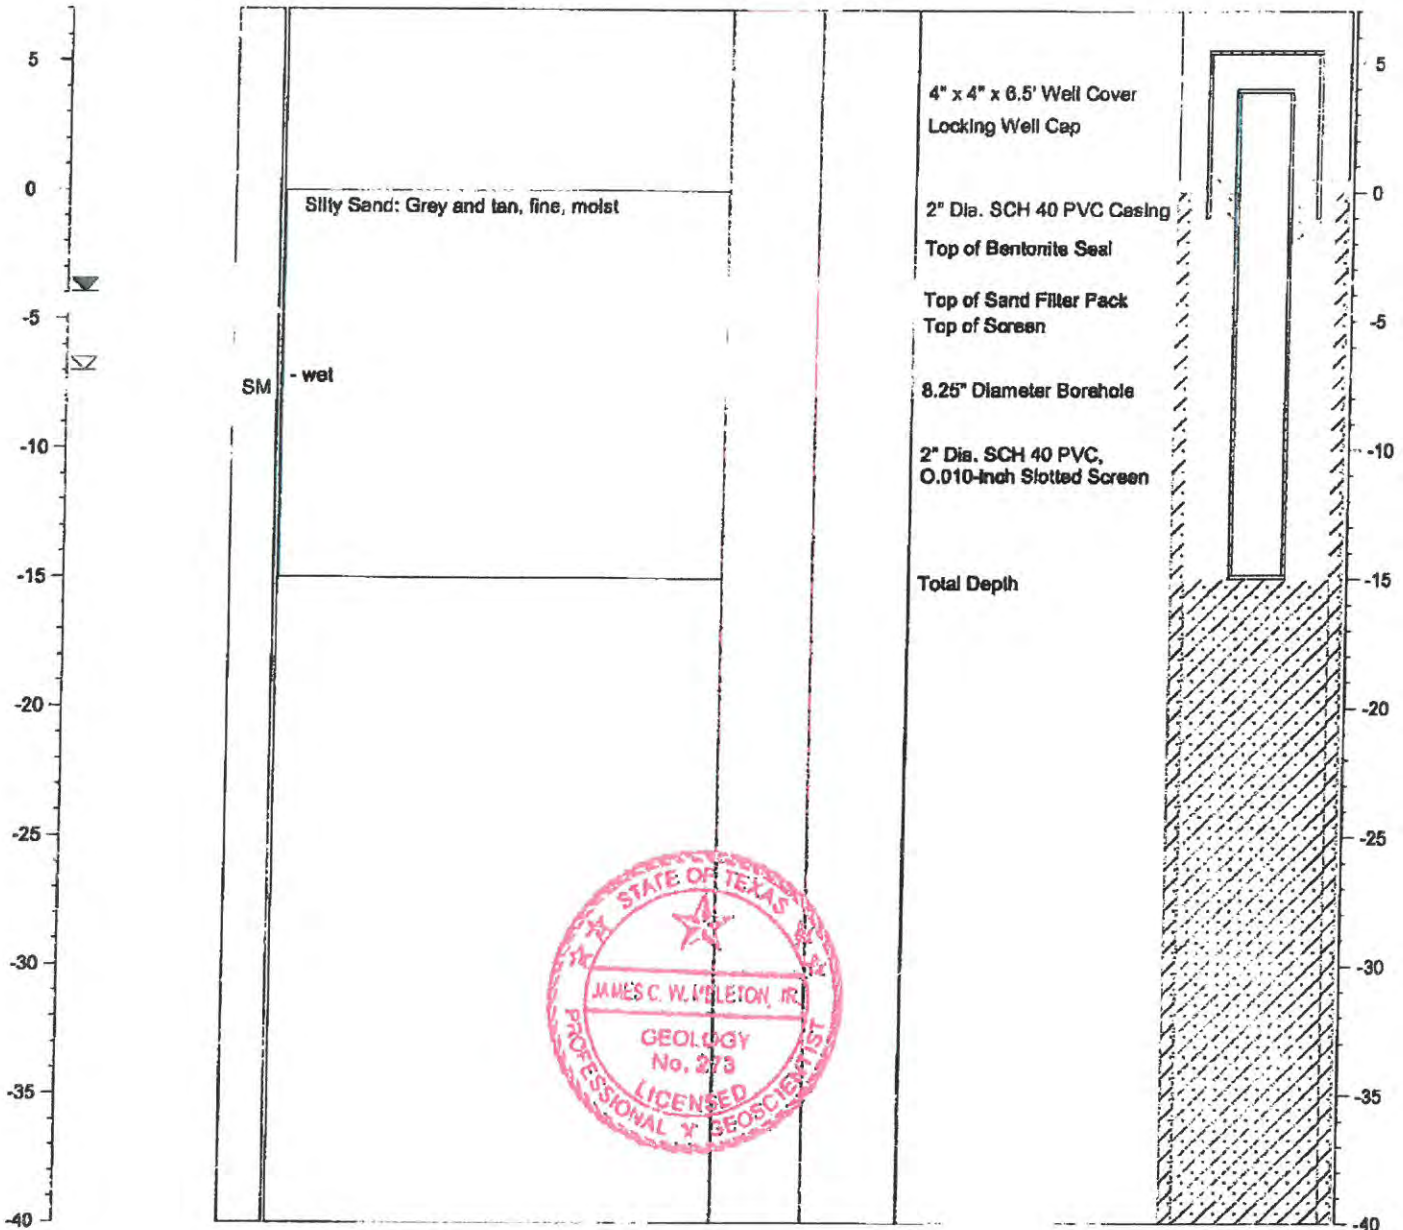 5
0
-5
-10
-15
-20
-25
-30
-35
-40
SM
Silty Sand: Grey and tan, fine, moist
- wet
4" x 4" x 6.5' Well Cover
Locking Well Cap
2" Dia. SCH 40 PVC Casing
Top of Bentonite Seal
Top of Sand Filter Pack
Top of Screen
8.25" Diameter Borehole
2" Dia. SCH 40 PVC,
0.010-Inch Slotted Screen
Total Depth
5
0
-5
-10
-15
-20
-25
-30
-35
-40
STATE OF TEXAS
JAMES C. JR.
GEOLOGY
No. 273
LICENSED
PROFESSIONAL GEOSCIENTIST